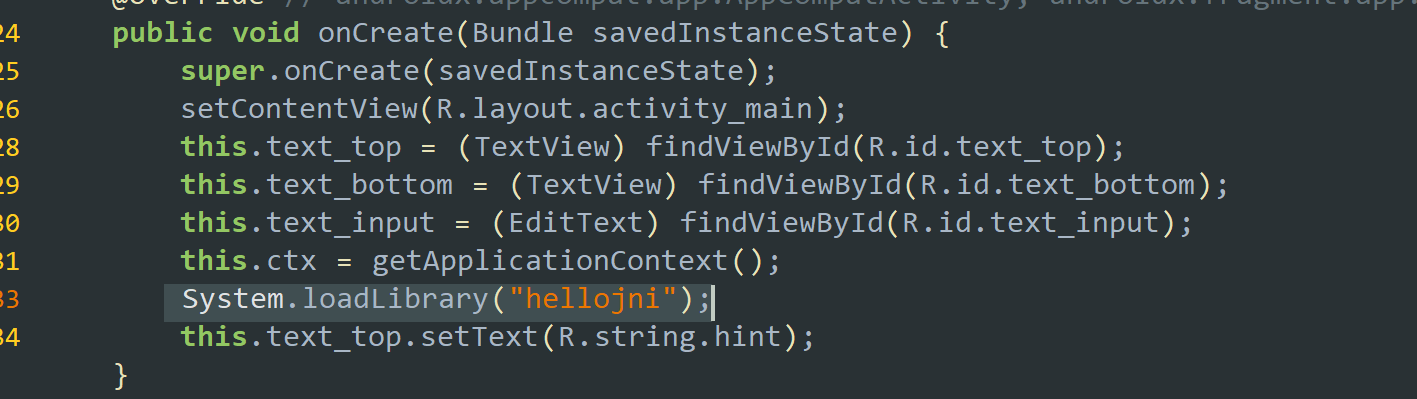 @Override // androidx.appcompat.app.AppCompatActivity, androidx.fragment.app.
24 public void onCreate(Bundle savedInstanceState) {
25 super.onCreate(savedInstanceState);
26 setContentView(R.layout.activity_main);
28 this.text_top = (TextView) findViewById(R.id.text_top);
29 this.text_bottom = (TextView) findViewById(R.id.text_bottom);
30 this.text_input = (EditText) findViewById(R.id.text_input);
31 this.ctx = getApplicationContext();
33 System.loadLibrary("hellojni");
34 this.text_top.setText(R.string.hint);
}